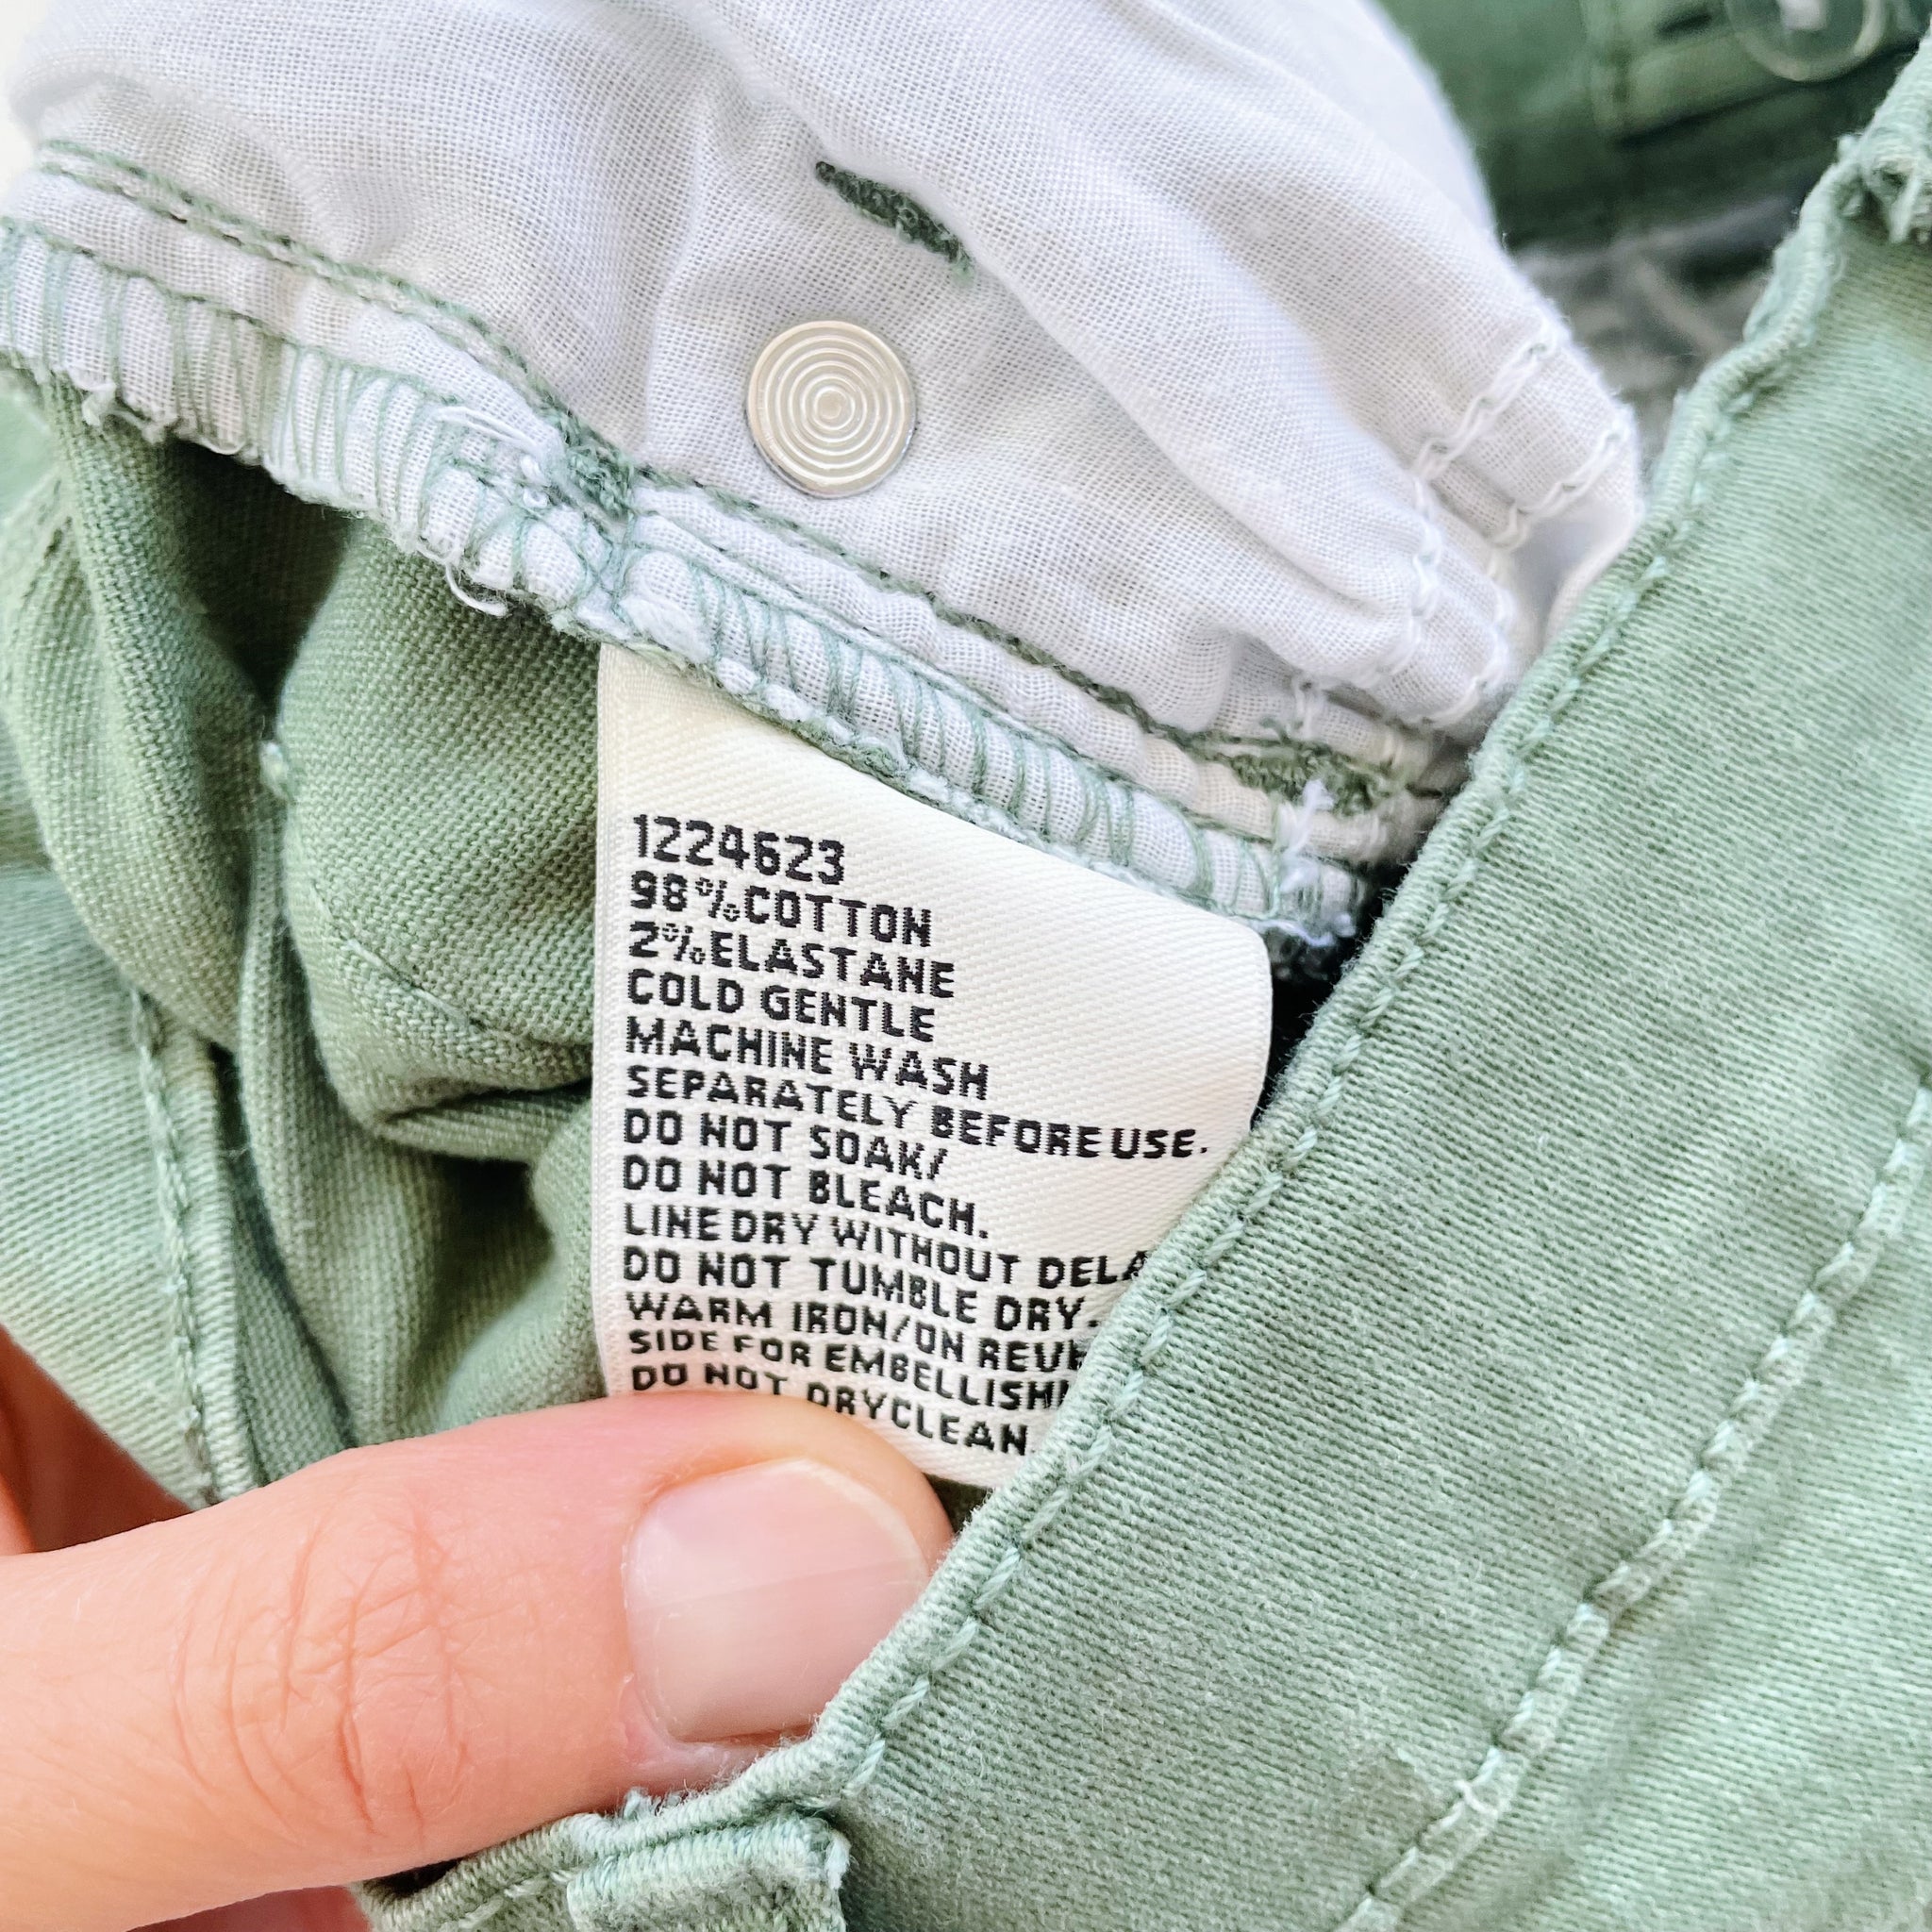 1224623
98%COTTON
2%ELASTANE
COLD GENTLE
MACHINE WASH
SEPARATELY BEFORE USE.
DO NOT SOAK/
DO NOT BLEACH.
LINE DRY WITHOUT
DO NOT TUMBLE DRY.
WARM IRON/ON
SIDE FOR
DO NOT DRYCLEAN